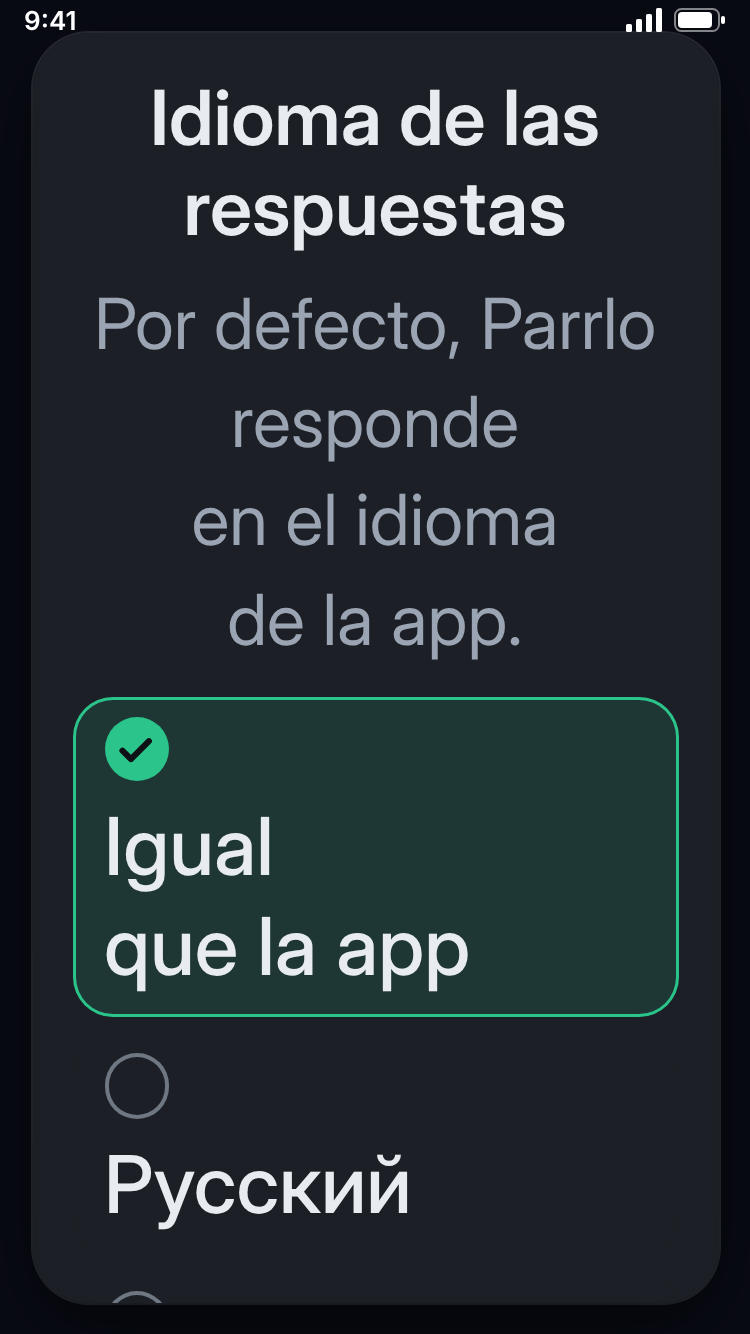 9:41
Idioma de las
respuestas
Por defecto, Parrlo
responde
en el idioma
de la app.
Igual
que la app
Русский